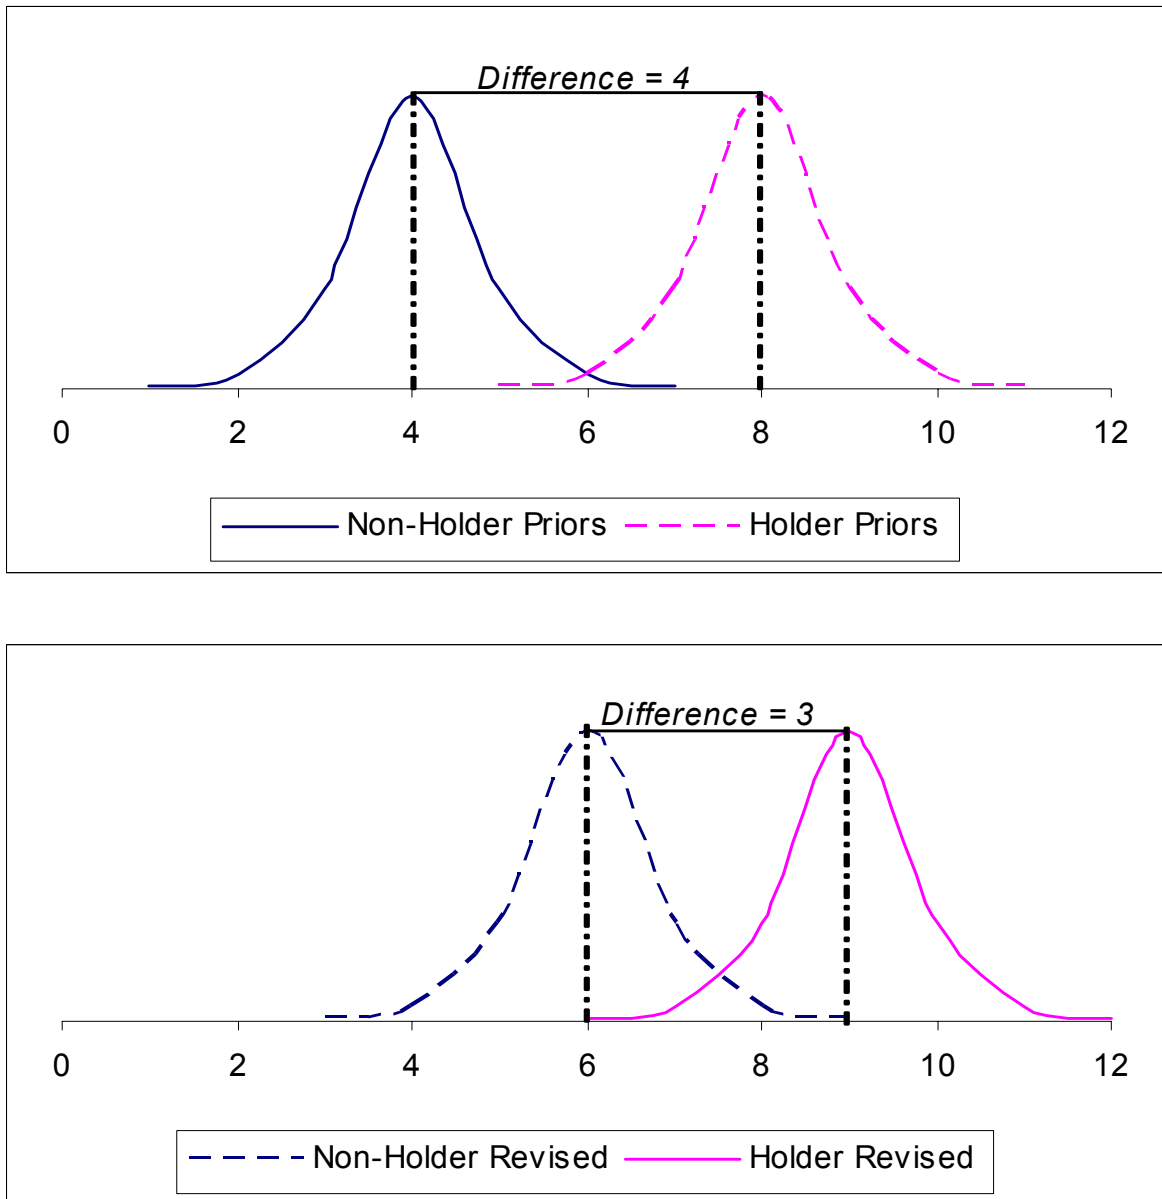 Difference = 4
0 2 4 6 8 10 12
Non-Holder Priors Holder Priors
Difference = 3
0 2 4 6 8 10 12
Non-Holder Revised Holder Revised